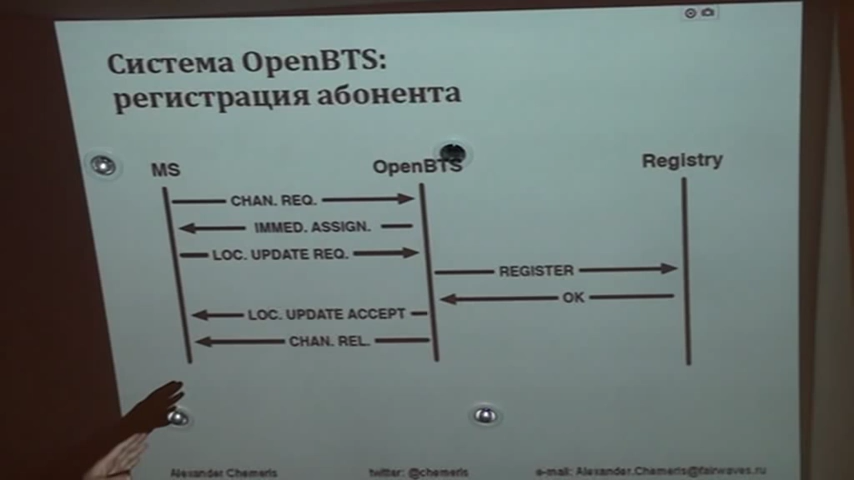 Система OpenBTS:
регистрация абонента
MS
OpenBTS
Registry
CHAN. REQ.
IMMED. ASSIGN.
LOC. UPDATE REQ.
REGISTER
OK
LOC. UPDATE ACCEPT
CHAN. REL.
Alexander Chemeris
twitter: @chemeris
e-mail: Alexander.Chemeris@fairwaves.ru